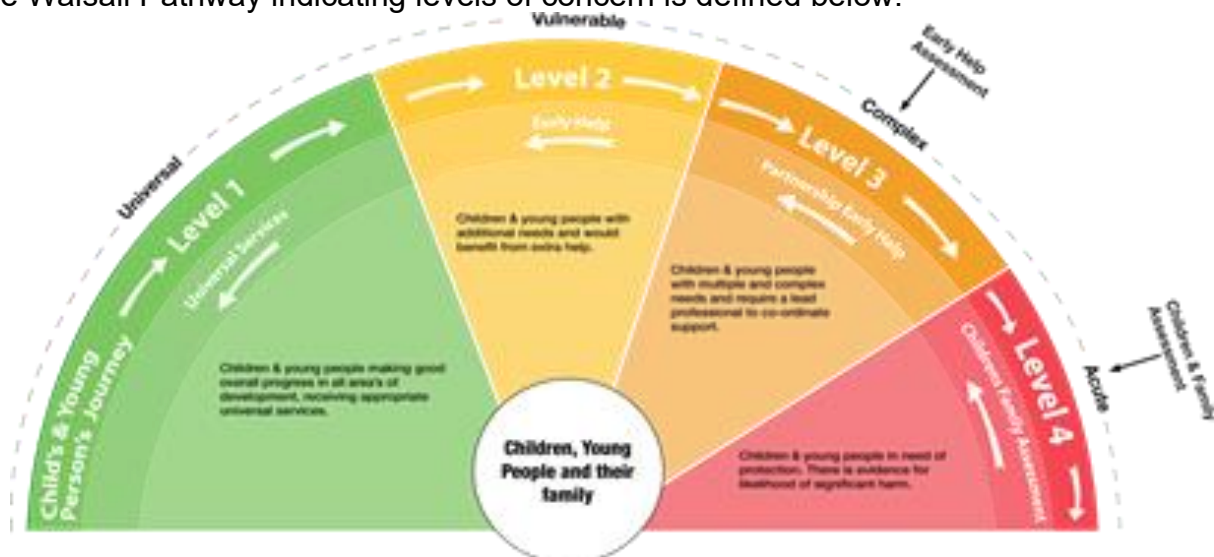 e Walsall Pathway indicating levels of concern is defined below:
Vulnerable
Early Help
Assessment
Complex
Universal
Level 2
Early Help
Level 3
Partnership Early Help
Level 1
Universal Services
Children & young people with
additional needs and would
benefit from extra help.
Children & young people
with multiple and complex
needs and require a lead
professional to co-ordinate
support.
Children & Family
Assessment
Acute
Level 4
Childrens Family Assessment
Child's & Young
Person's Journey
Children & young people making good
overall progress in all area's of
development, receiving appropriate
universal services.
Children, Young
People and their
family
Children & young people in need of
protection. There is evidence for
likelihood of significant harm.